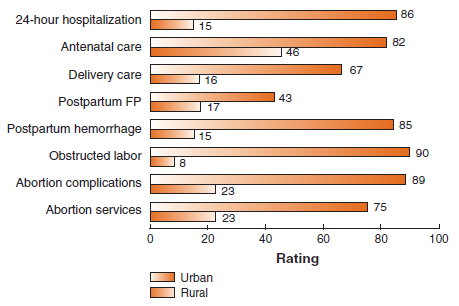 24-hour hospitalization 86
15
Antenatal care 82
46
Delivery care 67
16
Postpartum FP 43
17
Postpartum hemorrhage 85
15
Obstructed labor 90
8
Abortion complications 89
23
Abortion services 75
23
0 20 40 60 80 100
Rating
Urban
Rural